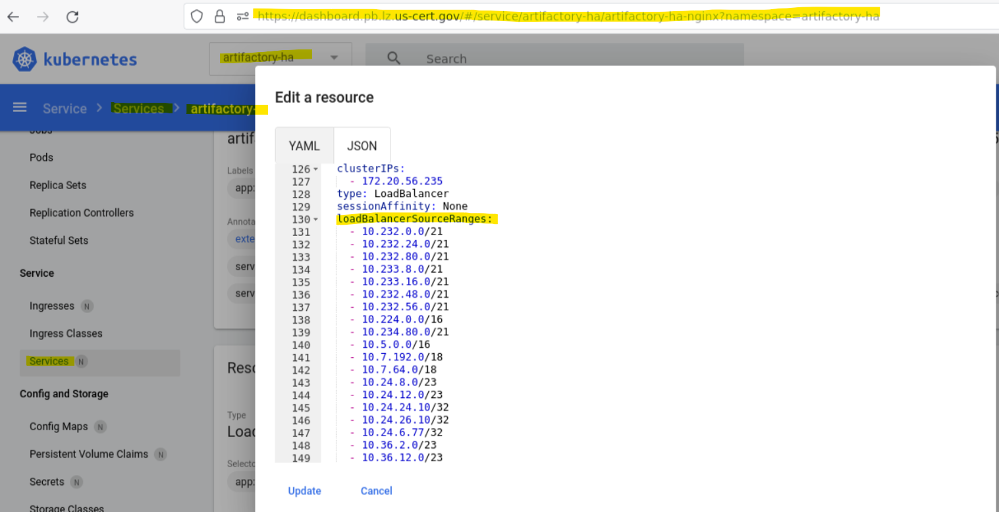 https://dashboard.pb.lz.us-cert.gov/#/service/artifactory-ha/artifactory-ha-nginx?namespace=artifactory-ha
kubernetes
artifactory-ha
Search
Service > Services > artifactory-
Jobs
Pods
Replica Sets
Replication Controllers
Stateful Sets
Service
Ingresses N
Ingress Classes
Services N
Config and Storage
Config Maps N
Persistent Volume Claims N
Secrets N
Storage Classes
artif
Labels
app:
Annota
exte
serv
serv
Reso
Type
Load
Selecto
app:
Edit a resource
YAML JSON
126 clusterIPs:
127 - 172.20.56.235
128 type: LoadBalancer
129 sessionAffinity: None
130 loadBalancerSourceRanges:
131 - 10.232.0.0/21
132 - 10.232.24.0/21
133 - 10.232.80.0/21
134 - 10.233.8.0/21
135 - 10.233.16.0/21
136 - 10.232.48.0/21
137 - 10.232.56.0/21
138 - 10.224.0.0/16
139 - 10.234.80.0/21
140 - 10.5.0.0/16
141 - 10.7.192.0/18
142 - 10.7.64.0/18
143 - 10.24.8.0/23
144 - 10.24.12.0/23
145 - 10.24.24.10/32
146 - 10.24.26.10/32
147 - 10.24.6.77/32
148 - 10.36.2.0/23
149 - 10.36.12.0/23
Update Cancel